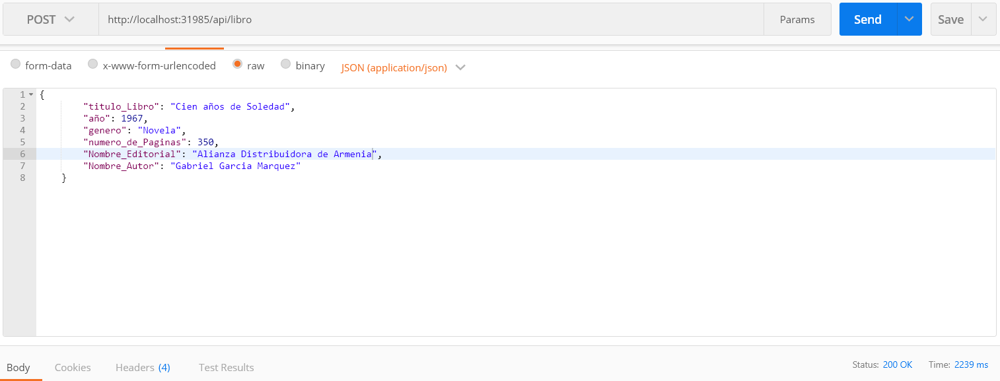 POST http://localhost:31985/api/libro Params Send Save
form-data x-www-form-urlencoded raw binary JSON (application/json)
1 {
2 "titulo_Libro": "Cien años de Soledad",
3 "año": 1967,
4 "genero": "Novela",
5 "numero_de_Paginas": 350,
6 "Nombre_Editorial": "Alianza Distribuidora de Armenia",
7 "Nombre_Autor": "Gabriel Garcia Marquez"
8 }
Body Cookies Headers (4) Test Results Status: 200 OK Time: 2239 ms